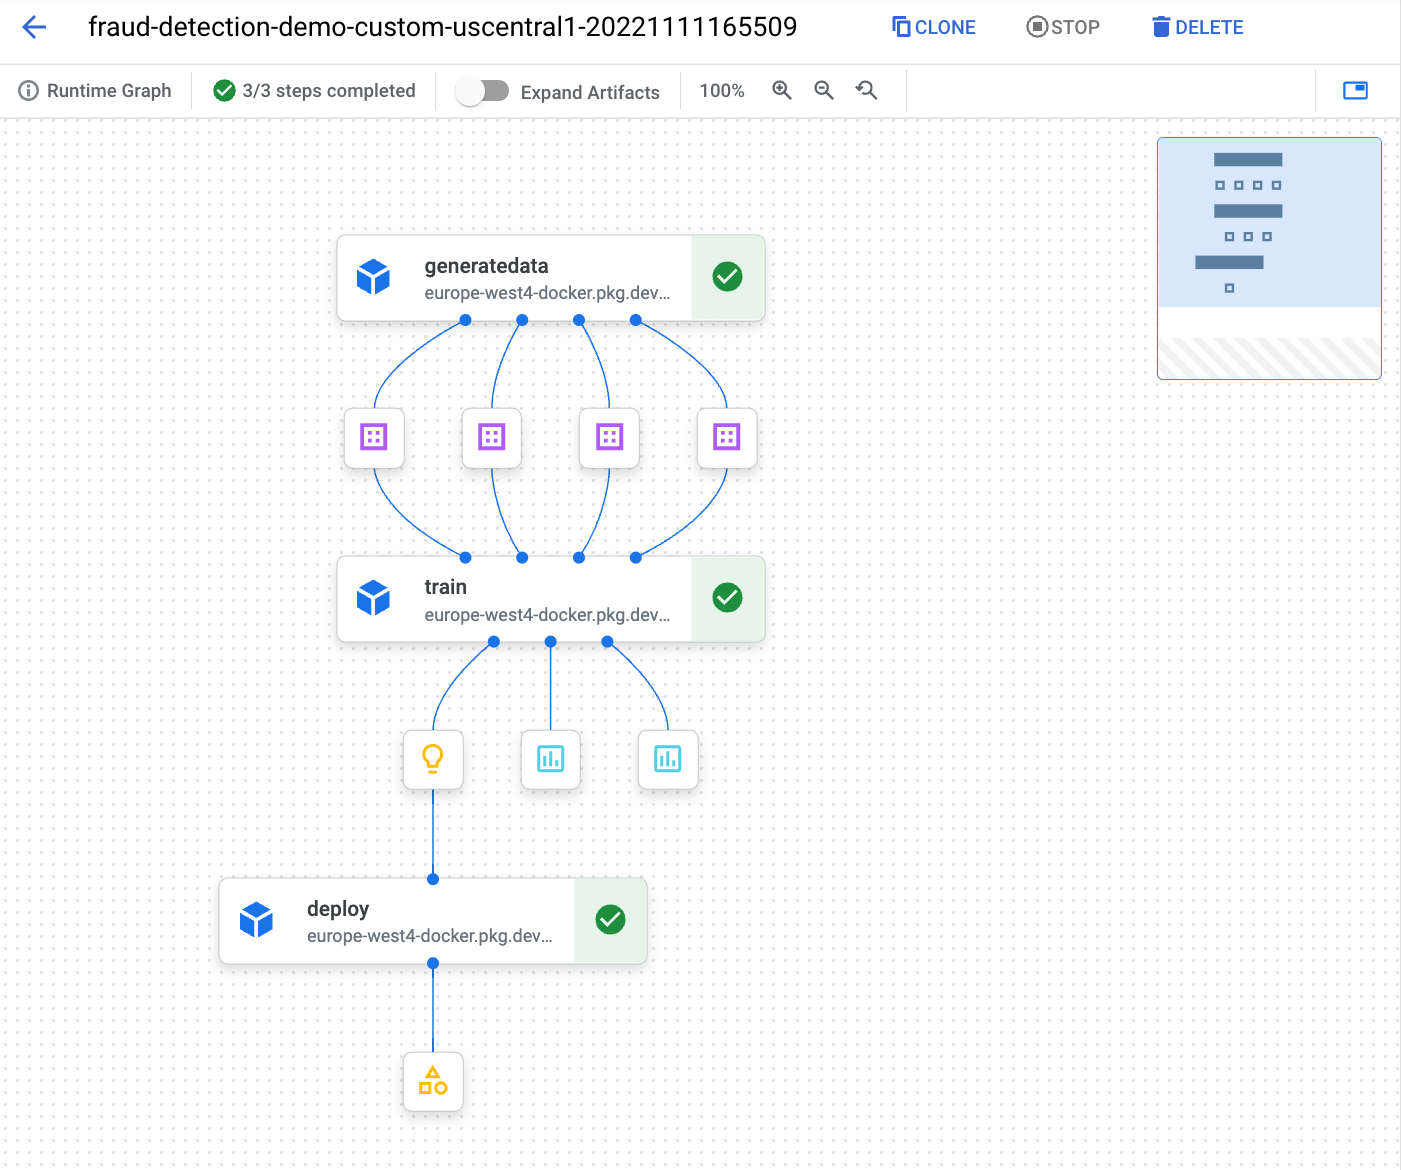 fraud-detection-demo-custom-uscentral1-20221111165509
CLONE
STOP
DELETE
Runtime Graph
3/3 steps completed
Expand Artifacts
100%
generatedata
europe-west4-docker.pkg.dev...
train
europe-west4-docker.pkg.dev...
deploy
europe-west4-docker.pkg.dev...